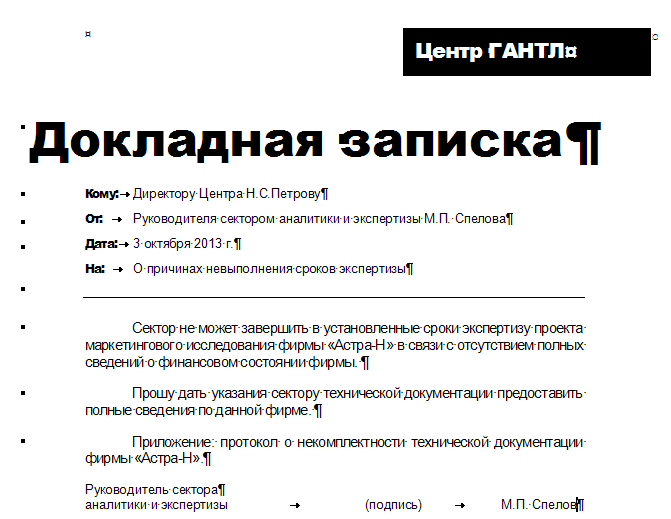 Центр ГАНТЛ¤
Докладная записка¶
Кому:→Директору Центра Н.С.Петрову¶
От: → Руководителя сектором аналитики и экспертизы М.П. Спелова¶
Дата:→3 октября 2013 г.¶
На: → О причинах невыполнения сроков экспертизы¶
Сектор не может завершить в установленные сроки экспертизу проекта
маркетингового исследования фирмы «Астра-Н» в связи с отсутствием полных
сведений о финансовом состоянии фирмы. ¶
Прошу дать указания сектору технической документации предоставить
полные сведения по данной фирме. ¶
Приложение: протокол о некомплектности технической документации
фирмы «Астра-Н».¶
Руководитель сектора¶
аналитики и экспертизы → (подпись) → М.П. Спелов¶